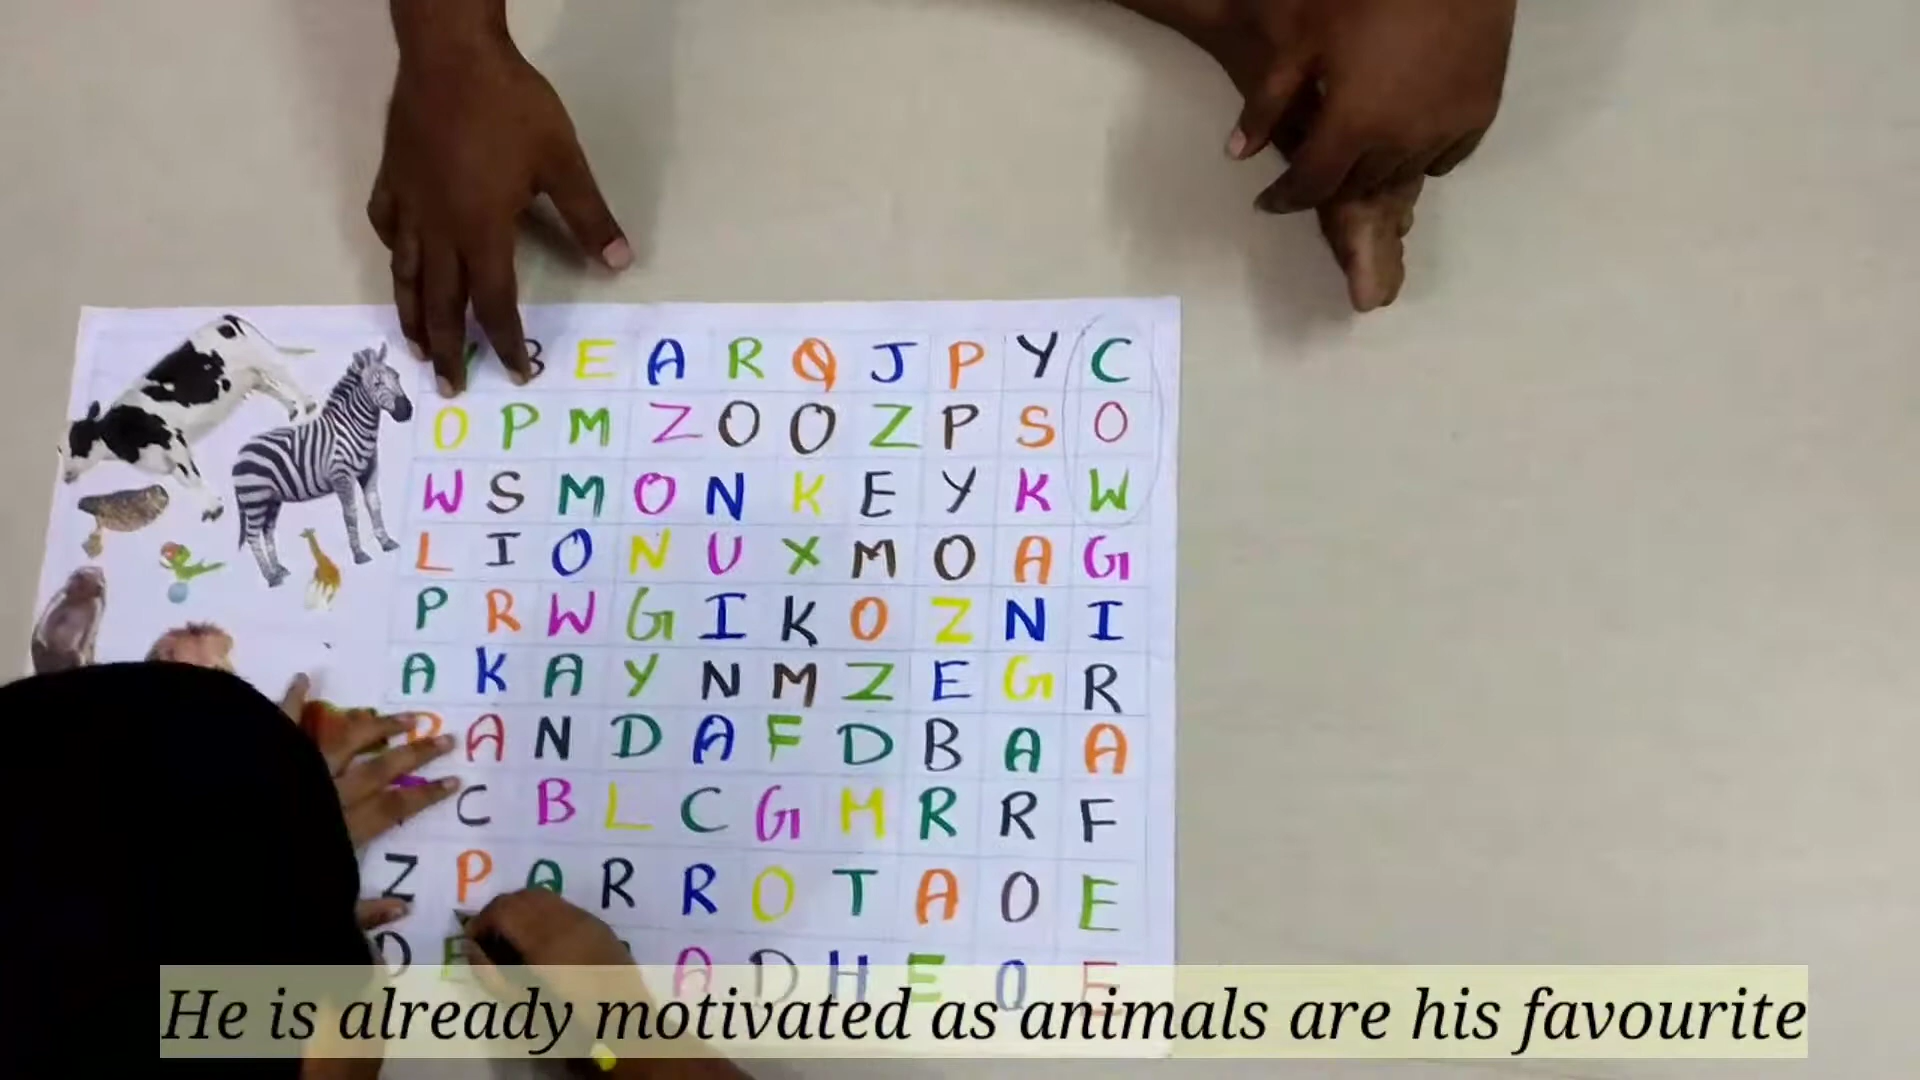 B E A R Q J P Y C
O P M Z O O Z P S O
W S M O N K E Y K W
L I O N U X M O A G
P R W G I K O Z N I
A K A Y N M Z E G R
P A N D A F D B A A
C B L C G M R R F
Z P A R R O T A O E
D E A D H E Q E
He is already motivated as animals are his favourite